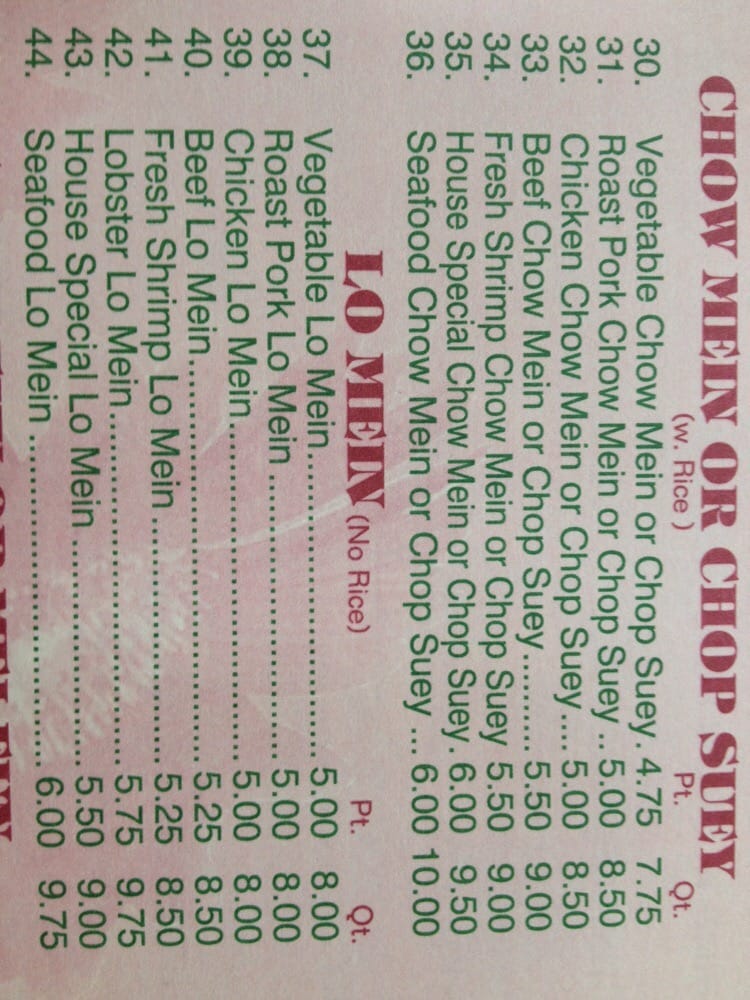 CHOW MEIN OR CHOP SUEY
(w. Rice ) Pt. Qt.
30. Vegetable Chow Mein or Chop Suey. 4.75 7.75
31. Roast Pork Chow Mein or Chop Suey.. 5.00 8.50
32. Chicken Chow Mein or Chop Suey.... 5.00 8.50
33. Beef Chow Mein or Chop Suey.......... 5.50 9.00
34. Fresh Shrimp Chow Mein or Chop Suey 5.50 9.00
35. House Special Chow Mein or Chop Suey. 6.00 9.50
36. Seafood Chow Mein or Chop Suey ... 6.00 10.00
LO MEIN (No Rice) Pt. Qt.
37. Vegetable Lo Mein................................ 5.00 8.00
38. Roast Pork Lo Mein .............................. 5.00 8.00
39. Chicken Lo Mein................................... 5.00 8.00
40. Beef Lo Mein........................................ 5.25 8.50
41. Fresh Shrimp Lo Mein .......................... 5.25 8.50
42. Lobster Lo Mein.................................... 5.75 9.75
43. House Special Lo Mein ........................ 5.50 9.00
44. Seafood Lo Mein .................................. 6.00 9.75